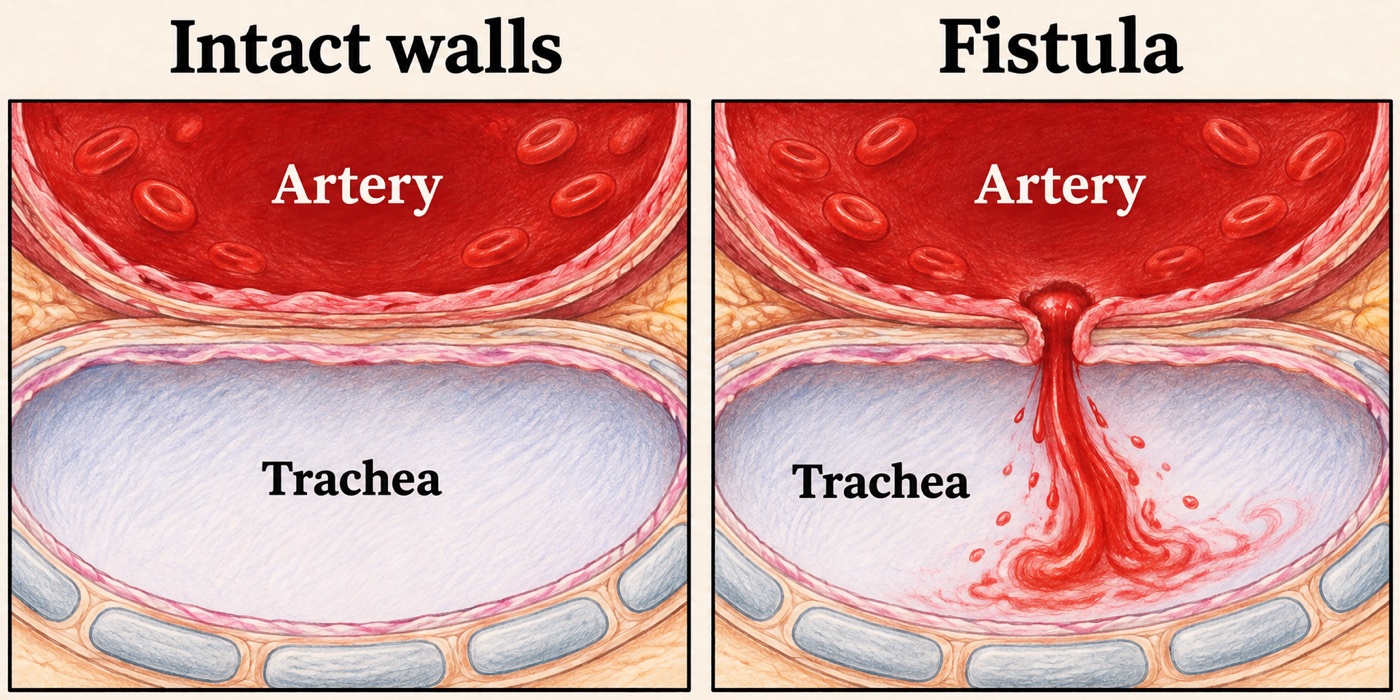 Intact walls
Artery
Trachea
Fistula
Artery
Trachea